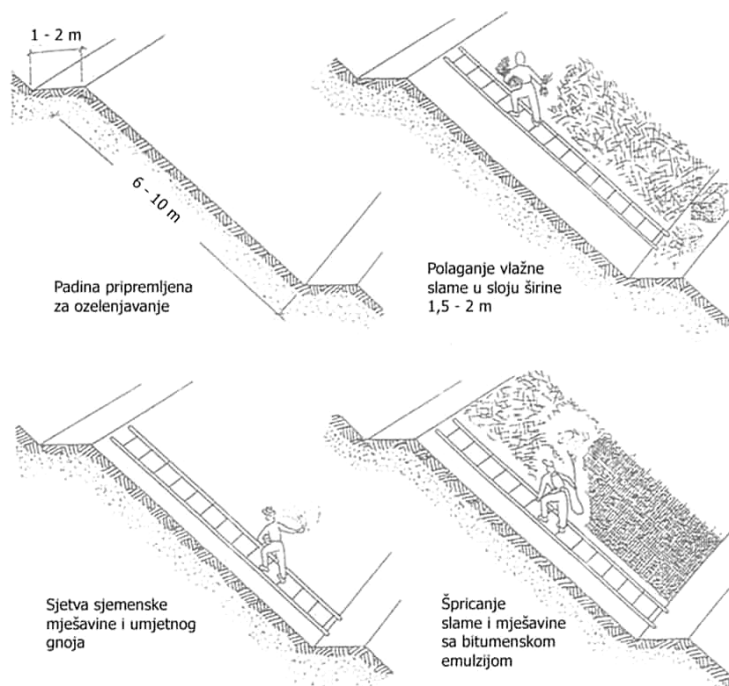 1 - 2 m
6 - 10 m
Padina pripremljena
za ozelenjavanje
Polaganje vlažne
slame u sloju širine
1,5 - 2 m
Sjetva sjemenske
mješavine i umjetnog
gnoja
Špricanje
slame i mješavine
sa bitumenskom
emulzijom